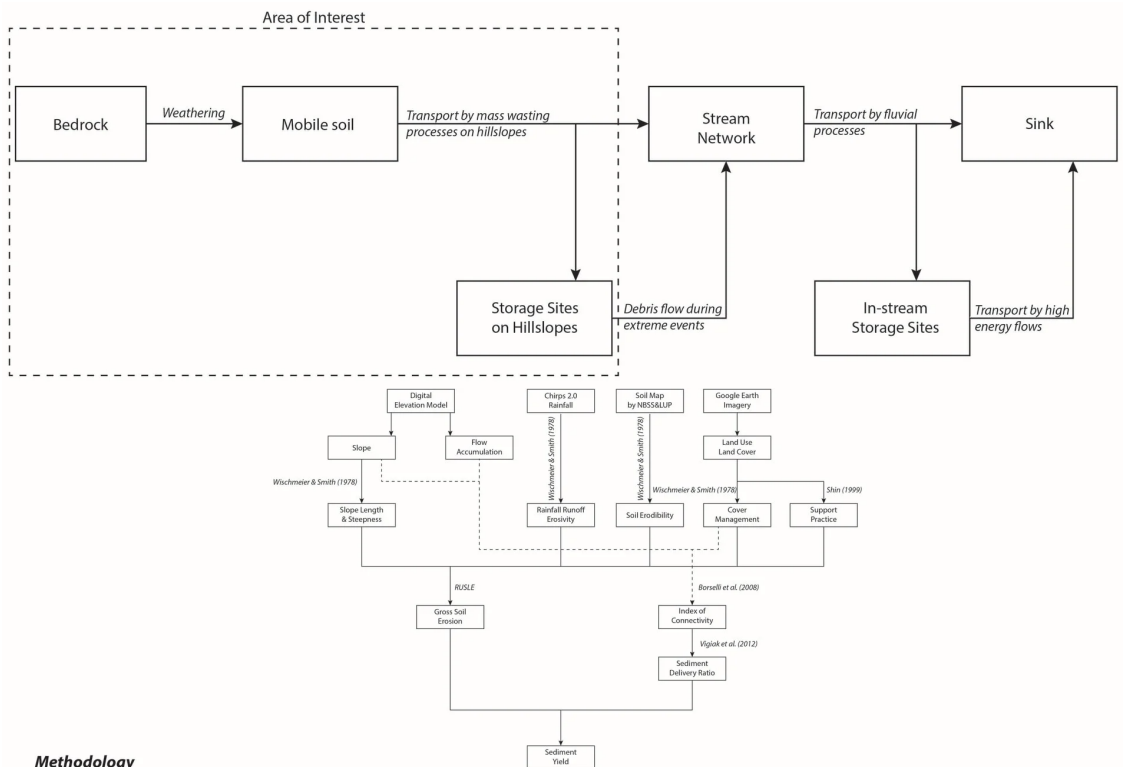 Area of Interest
Bedrock
Weathering
Mobile soil
Transport by mass wasting
processes on hillslopes
Stream
Network
Transport by fluvial
processes
Sink
Storage Sites
on Hillslopes
Debris flow during
extreme events
In-stream
Storage Sites
Transport by high
energy flows
Digital
Elevation Model
Chirps 2.0
Rainfall
Soil Map
by NBSS&LUP
Google Earth
Imagery
Slope
Flow
Accumulation
Land Use
Land Cover
Wischmeier & Smith (1978)
Wischmeier & Smith (1978)
Wischmeier & Smith (1978)
Wischmeier & Smith (1978)
Shin (1999)
Slope Length
& Steepness
Rainfall Runoff
Erosivity
Soil Erodibility
Cover
Management
Support
Practice
RUSLE
Borselli et al. (2008)
Gross Soil
Erosion
Index of
Connectivity
Vigiak et al. (2012)
Sediment
Delivery Ratio
Sediment
Yield
Methodology